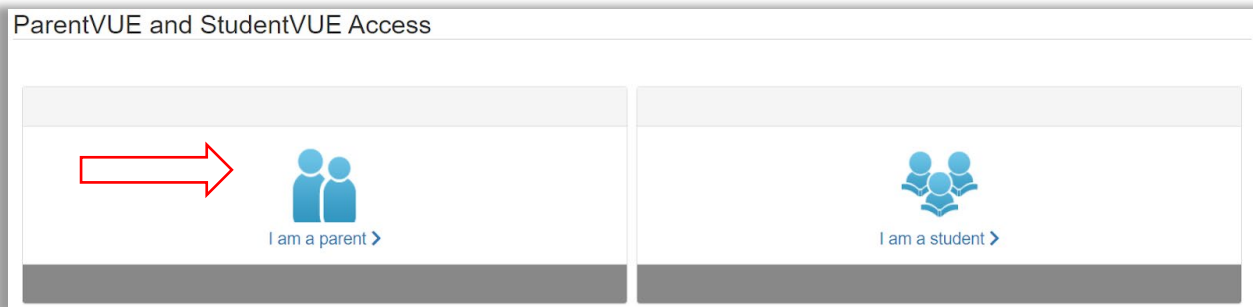 ParentVUE and StudentVUE Access
I am a parent
I am a student